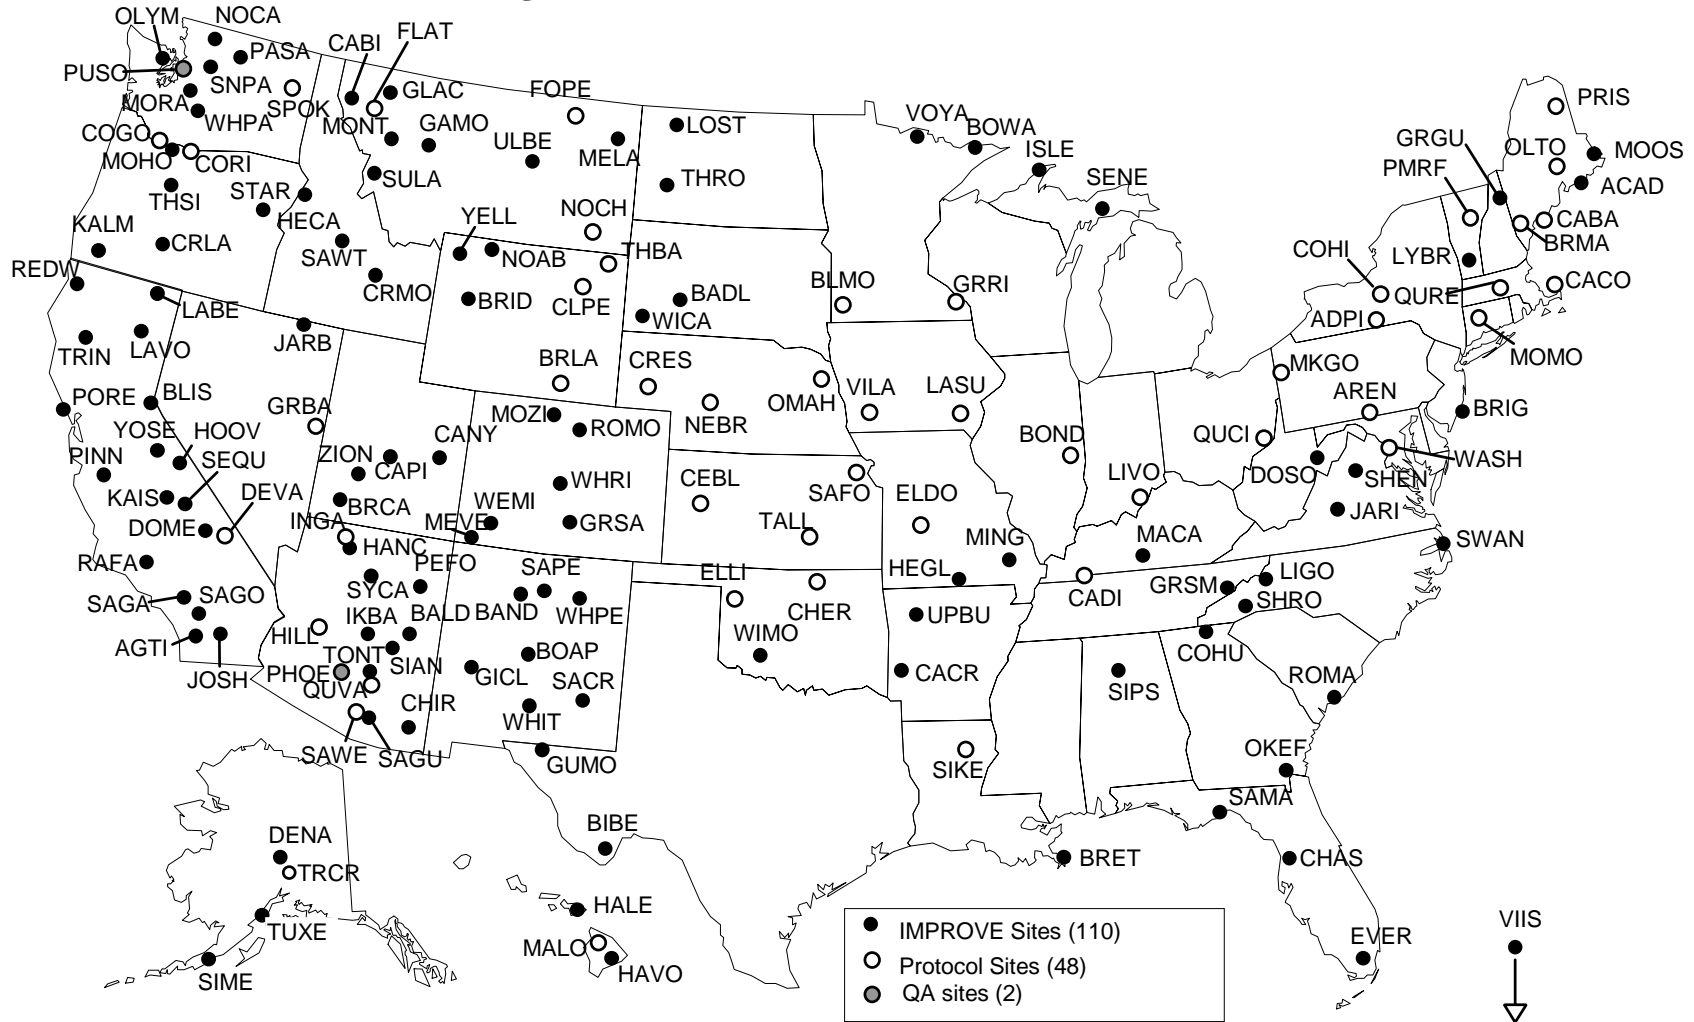 OLYM
NOCA
PASA
PUSO
SNPA
MORA
SPOK
WHPA
COGO
MOHO
CORI
THSI
STAR
HECA
KALM
CRLA
SAWT
REDW
CRMO
LABE
TRIN
LAVO
JARB
CABI
FLAT
GLAC
MONT
GAMO
ULBE
FOPE
MELA
SULA
YELL
NOAB
NOCH
THBA
BRID
CLPE
BRLA
LOST
THRO
BADL
WICA
CRES
NEBR
OMAH
VOYA
BOWA
ISLE
SENE
BLMO
GRRI
VILA
LASU
PRIS
GRGU
OLTO
MOOS
PMRF
ACAD
CABA
BRMA
COHI
LYBR
QURE
CACO
ADPI
MOMO
MKGO
AREN
BRIG
PORE
BLIS
GRBA
YOSE
HOOV
PINN
SEQU
KAIS
DEVA
DOME
RAFA
SAGA
SAGO
AGTI
JOSH
ZION
CAPI
CANY
BRCA
INGA
HANC
MOZI
ROMO
WHRI
WEMI
MEVE
GRSA
CEBL
SAFO
TALL
ELDO
MING
HEGL
BOND
LIVO
MACA
QUCI
DOSO
WASH
SHEN
JARI
SWAN
PEFO
SYCA
IKBA
BALD
BAND
SAPE
WHPE
HILL
TONT
SIAN
PHOE
QUVA
CHIR
SAWE
SAGU
GICL
BOAP
SACR
WHIT
GUMO
ELLI
CHER
WIMO
UPBU
CACR
CADI
GRSM
LIGO
SHRO
COHU
SIPS
ROMA
SIKE
OKEF
SAMA
BIBE
BRET
CHAS
EVER
VIIS
DENA
TRCR
TUXE
SIME
HALE
MALO
HAVO
IMPROVE Sites (110)
Protocol Sites (48)
QA sites (2)